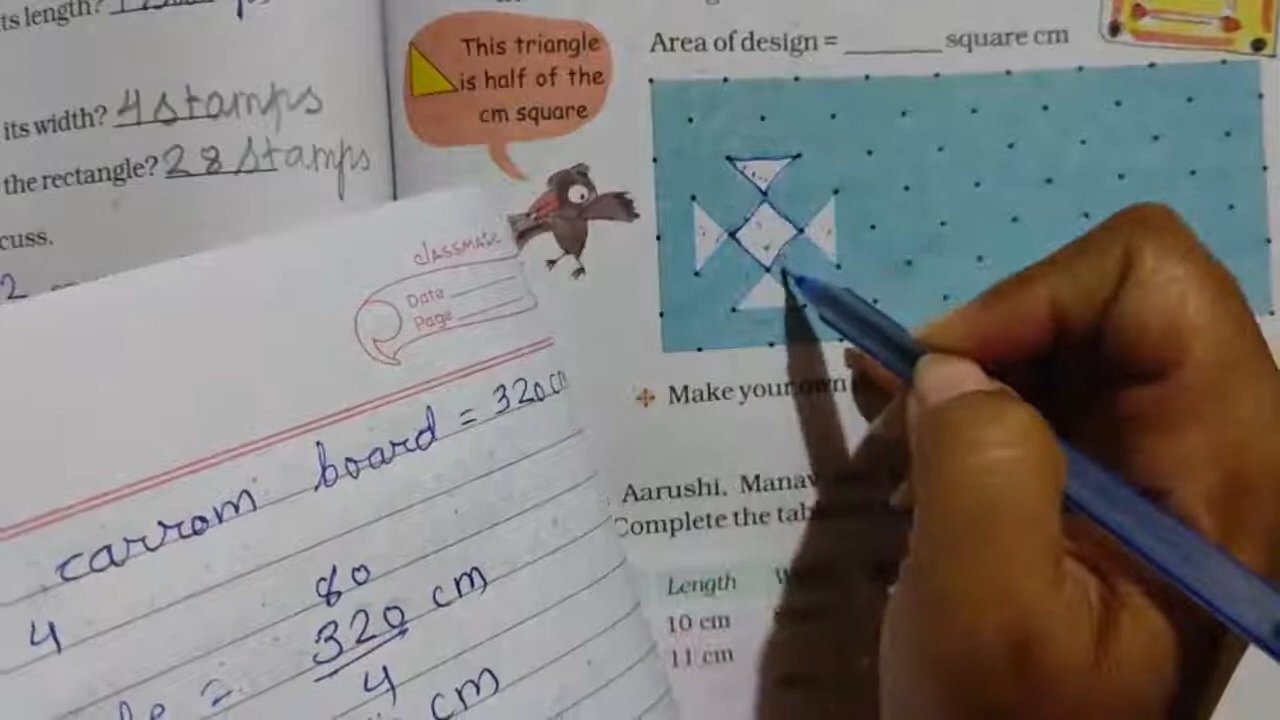 ts length?
its width? 4 stamps
the rectangle? 28 stamps
cuss.
2
This triangle
is half of the
cm square
Area of design = ______ square cm
Make your own
Aarushi, Manav
Complete the tab
Length W
10 cm
11 cm
classmate
Date
Page
carrom board = 320 cm
80
4
320 cm
=
4
cm